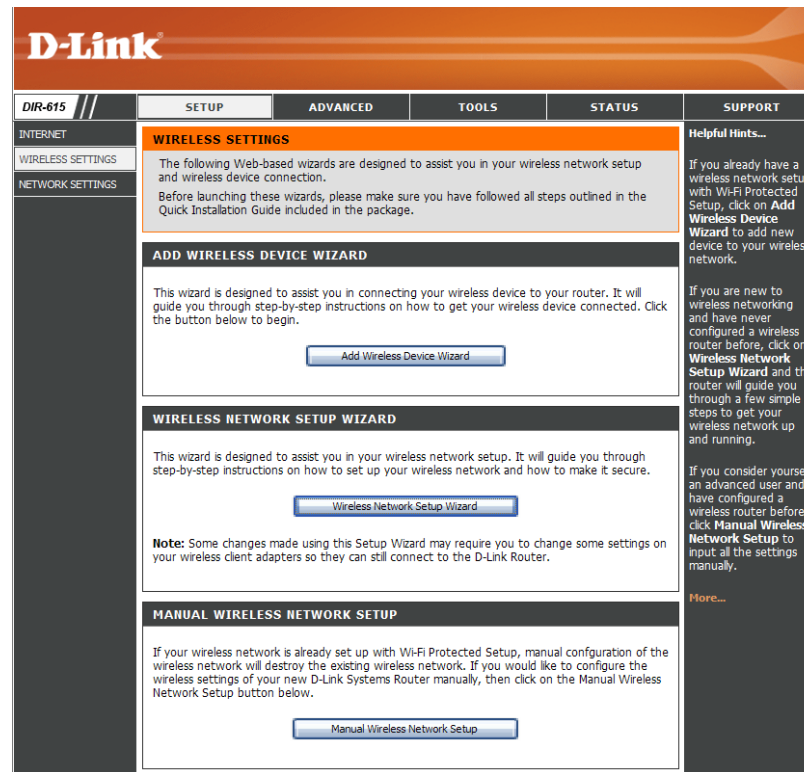 D-Link
DIR-615
SETUP
ADVANCED
TOOLS
STATUS
SUPPORT
INTERNET
WIRELESS SETTINGS
NETWORK SETTINGS
WIRELESS SETTINGS
The following Web-based wizards are designed to assist you in your wireless network setup
and wireless device connection.
Before launching these wizards, please make sure you have followed all steps outlined in the
Quick Installation Guide included in the package.
ADD WIRELESS DEVICE WIZARD
This wizard is designed to assist you in connecting your wireless device to your router. It will
guide you through step-by-step instructions on how to get your wireless device connected. Click
the button below to begin.
Add Wireless Device Wizard
WIRELESS NETWORK SETUP WIZARD
This wizard is designed to assist you in your wireless network setup. It will guide you through
step-by-step instructions on how to set up your wireless network and how to make it secure.
Wireless Network Setup Wizard
Note: Some changes made using this Setup Wizard may require you to change some settings on
your wireless client adapters so they can still connect to the D-Link Router.
MANUAL WIRELESS NETWORK SETUP
If your wireless network is already set up with Wi-Fi Protected Setup, manual confguration of the
wireless network will destroy the existing wireless network. If you would like to configure the
wireless settings of your new D-Link Systems Router manually, then click on the Manual Wireless
Network Setup button below.
Manual Wireless Network Setup
Helpful Hints...
If you already have a
wireless network setu
with Wi-Fi Protected
Setup, click on Add
Wireless Device
Wizard to add new
device to your wireles
network.
If you are new to
wireless networking
and have never
configured a wireless
router before, click on
Wireless Network
Setup Wizard and th
router will guide you
through a few simple
steps to get your
wireless network up
and running.
If you consider yourse
an advanced user and
have configured a
wireless router before
click Manual Wireless
Network Setup to
input all the settings
manually.
More...